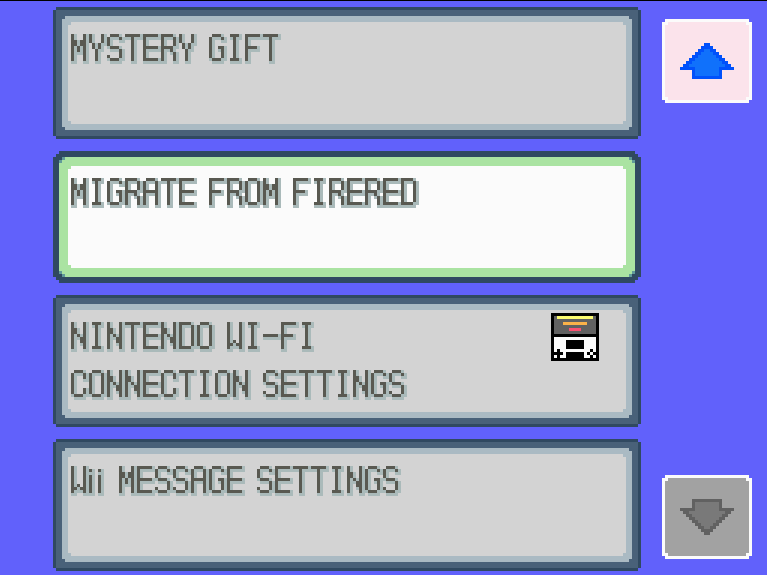 MYSTERY GIFT
MIGRATE FROM FIRERED
NINTENDO WI-FI
CONNECTION SETTINGS
Wii MESSAGE SETTINGS